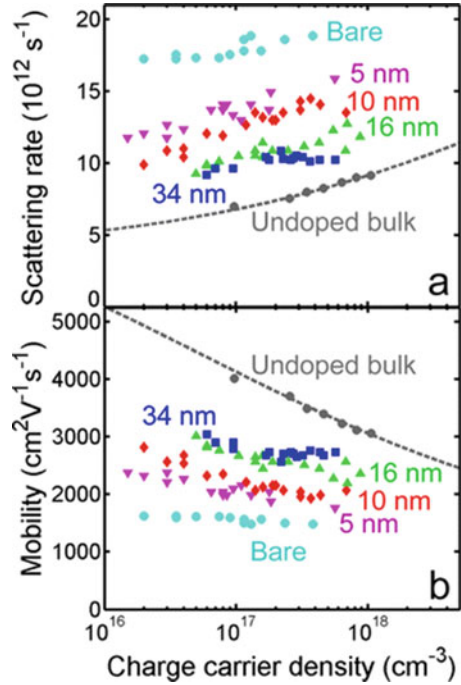 20
15
10
5
0
Scattering rate (10¹² s⁻¹)
Bare
5 nm
10 nm
16 nm
34 nm
Undoped bulk
a
5000
4000
3000
2000
1000
0
Mobility (cm²V⁻¹s⁻¹)
Undoped bulk
34 nm
16 nm
10 nm
5 nm
Bare
b
10¹⁶ 10¹⁷ 10¹⁸
Charge carrier density (cm⁻³)